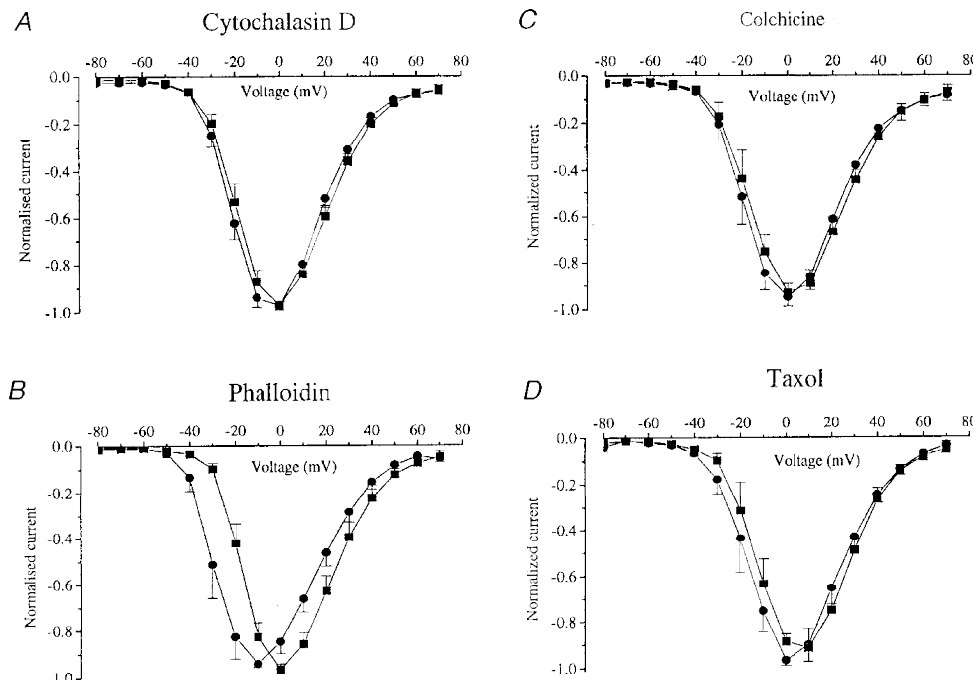 A
Cytochalasin D
-80 -60 -40 -20 0 20 40 60 80
0.0
Voltage (mV)
-0.2
-0.4
-0.6
-0.8
-1.0
Normalised current
C
Colchicine
-80 -60 -40 -20 0 20 40 60 80
0.0
Voltage (mV)
-0.2
-0.4
-0.6
-0.8
-1.0
Normalized current
B
Phalloidin
-80 -60 -40 -20 0 20 40 60 80
0.0
Voltage (mV)
-0.2
-0.4
-0.6
-0.8
-1.0
Normalised current
D
Taxol
-80 -60 -40 -20 0 20 40 60 80
0.0
Voltage (mV)
-0.2
-0.4
-0.6
-0.8
-1.0
Normalized current